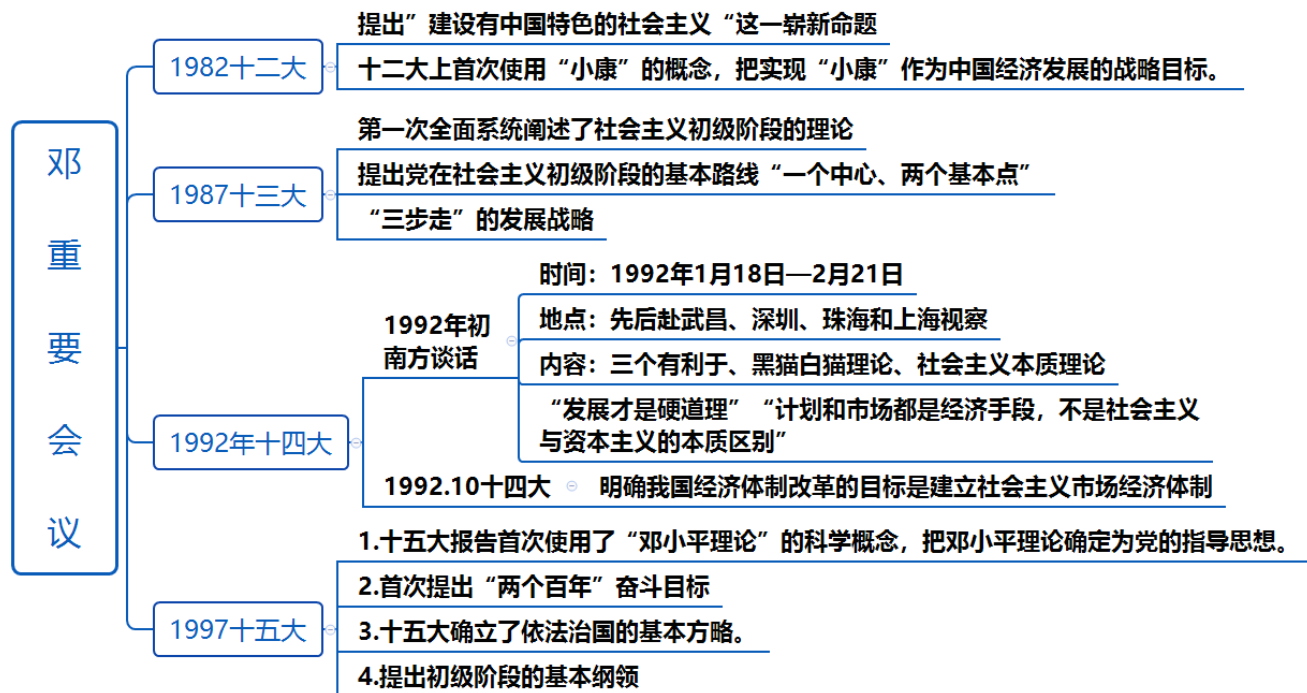 邓重要会议
1982十二大
提出”建设有中国特色的社会主义“这一崭新命题
十二大上首次使用“小康”的概念，把实现“小康”作为中国经济发展的战略目标。
1987十三大
第一次全面系统阐述了社会主义初级阶段的理论
提出党在社会主义初级阶段的基本路线“一个中心、两个基本点”
“三步走”的发展战略
1992年十四大
1992年初
南方谈话
时间：1992年1月18日—2月21日
地点：先后赴武昌、深圳、珠海和上海视察
内容：三个有利于、黑猫白猫理论、社会主义本质理论
“发展才是硬道理”“计划和市场都是经济手段，不是社会主义
与资本主义的本质区别”
1992.10十四大
明确我国经济体制改革的目标是建立社会主义市场经济体制
1997十五大
1.十五大报告首次使用了“邓小平理论”的科学概念，把邓小平理论确定为党的指导思想。
2.首次提出“两个百年”奋斗目标
3.十五大确立了依法治国的基本方略。
4.提出初级阶段的基本纲领